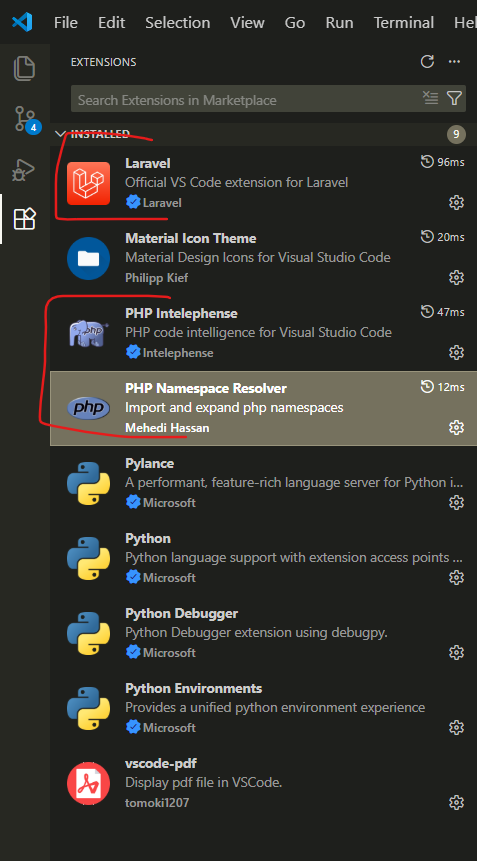 File Edit Selection View Go Run Terminal Hel
EXTENSIONS
Search Extensions in Marketplace
4
INSTALLED 9
Laravel 96ms
Official VS Code extension for Laravel
Laravel
Material Icon Theme 20ms
Material Design Icons for Visual Studio Code
Philipp Kief
php
PHP Intelephense 47ms
PHP code intelligence for Visual Studio Code
Intelephense
php
PHP Namespace Resolver 12ms
Import and expand php namespaces
Mehedi Hassan
Pylance
A performant, feature-rich language server for Python i...
Microsoft
Python
Python language support with extension access points ...
Microsoft
Python Debugger
Python Debugger extension using debugpy.
Microsoft
Python Environments
Provides a unified python environment experience
Microsoft
vscode-pdf
Display pdf file in VSCode.
tomoki1207